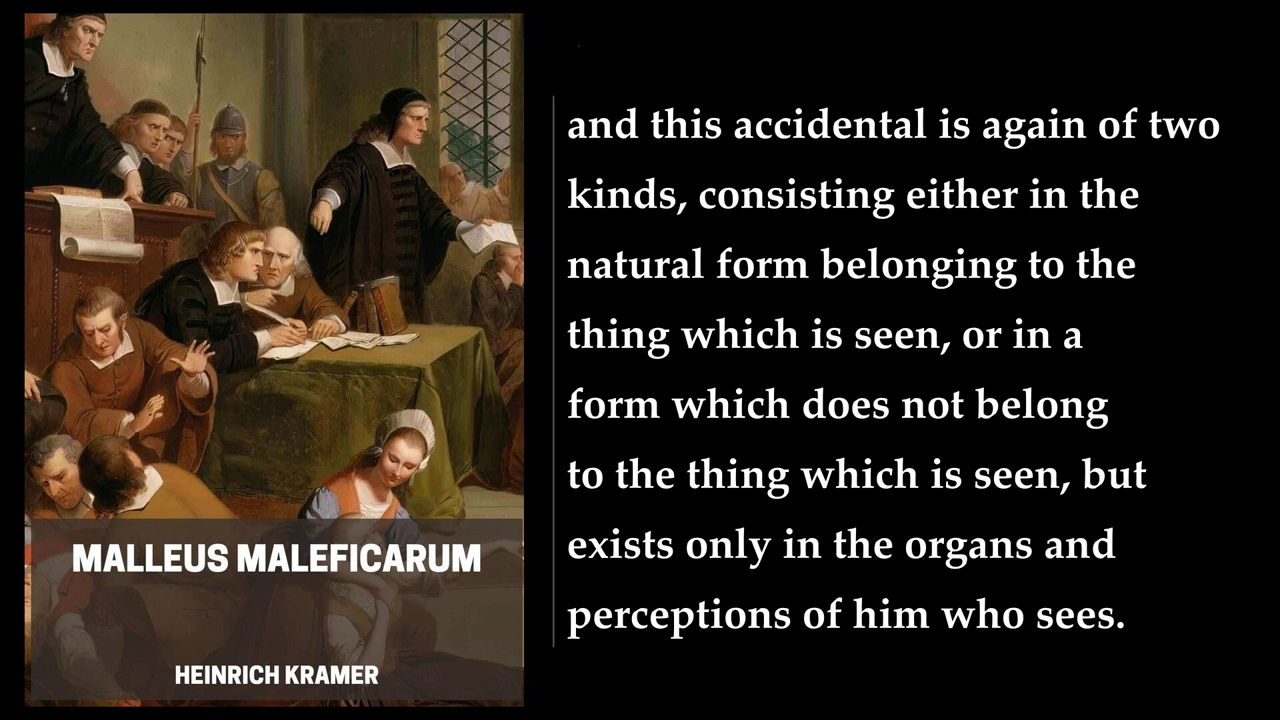 MALLEUS MALEFICARUM
HEINRICH KRAMER
and this accidental is again of two
kinds, consisting either in the
natural form belonging to the
thing which is seen, or in a
form which does not belong
to the thing which is seen, but
exists only in the organs and
perceptions of him who sees.